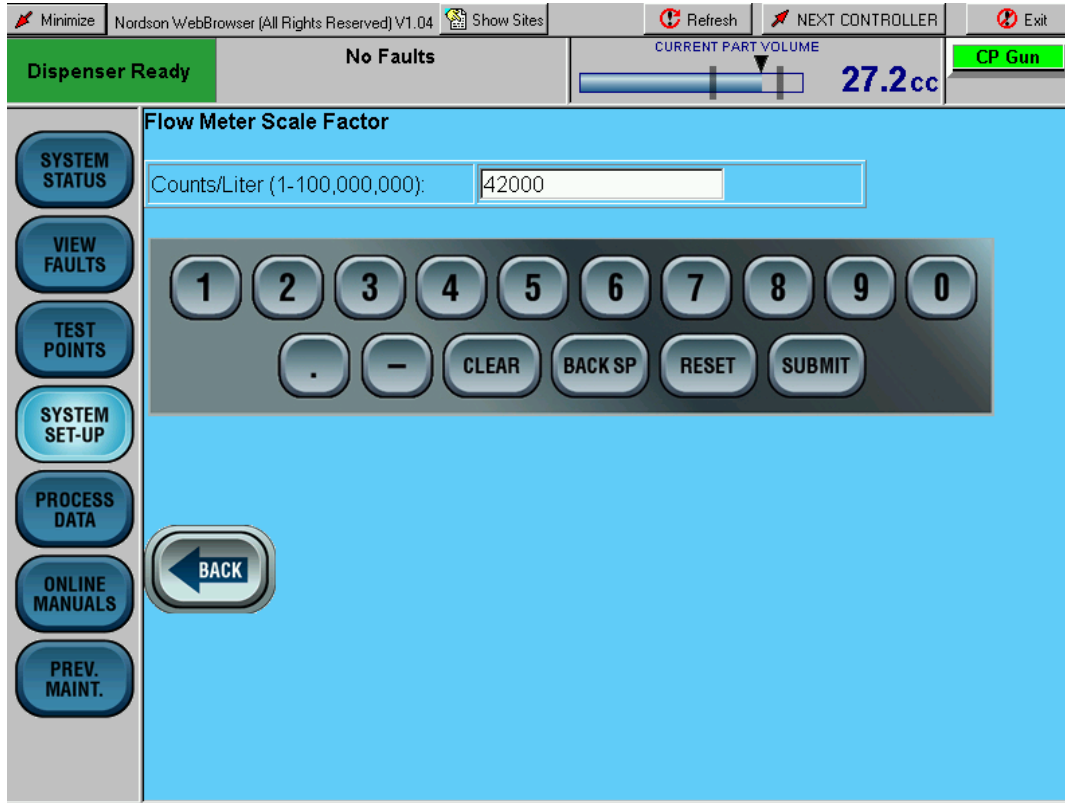 Minimize Nordson WebBrowser (All Rights Reserved) V1.04 Show Sites Refresh NEXT CONTROLLER Exit
Dispenser Ready
No Faults
CURRENT PART VOLUME
27.2 cc
CP Gun
SYSTEM
STATUS
VIEW
FAULTS
TEST
POINTS
SYSTEM
SET-UP
PROCESS
DATA
ONLINE
MANUALS
PREV.
MAINT.
Flow Meter Scale Factor
Counts/Liter (1-100,000,000): 42000
1 2 3 4 5 6 7 8 9 0
. – CLEAR BACK SP RESET SUBMIT
BACK